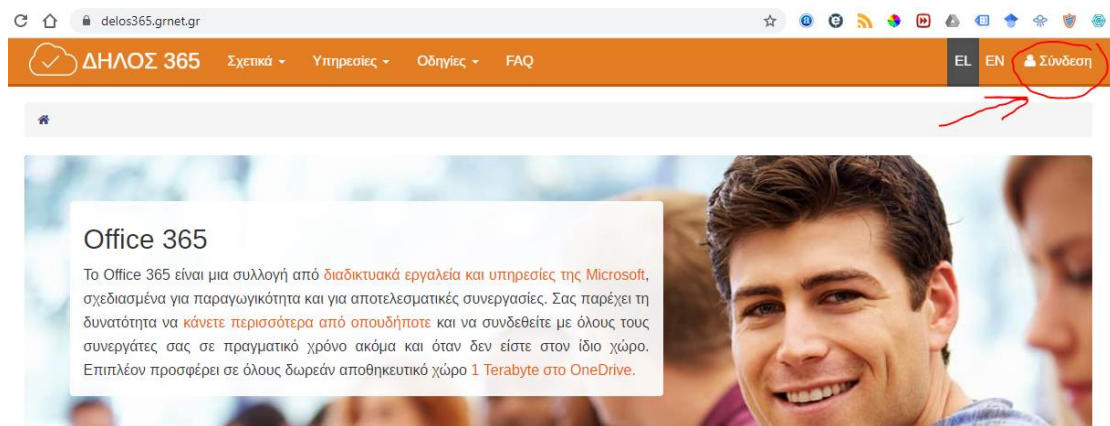 delos365.grnet.gr
ΔΗΛΟΣ 365 Σχετικά Υπηρεσίες Οδηγίες FAQ EL EN Σύνδεση
Office 365
Το Office 365 είναι μια συλλογή από διαδικτυακά εργαλεία και υπηρεσίες της Microsoft,
σχεδιασμένα για παραγωγικότητα και για αποτελεσματικές συνεργασίες. Σας παρέχει τη
δυνατότητα να κάνετε περισσότερα από οπουδήποτε και να συνδεθείτε με όλους τους
συνεργάτες σας σε πραγματικό χρόνο ακόμα και όταν δεν είστε στον ίδιο χώρο.
Επιπλέον προσφέρει σε όλους δωρεάν αποθηκευτικό χώρο 1 Terabyte στο OneDrive.